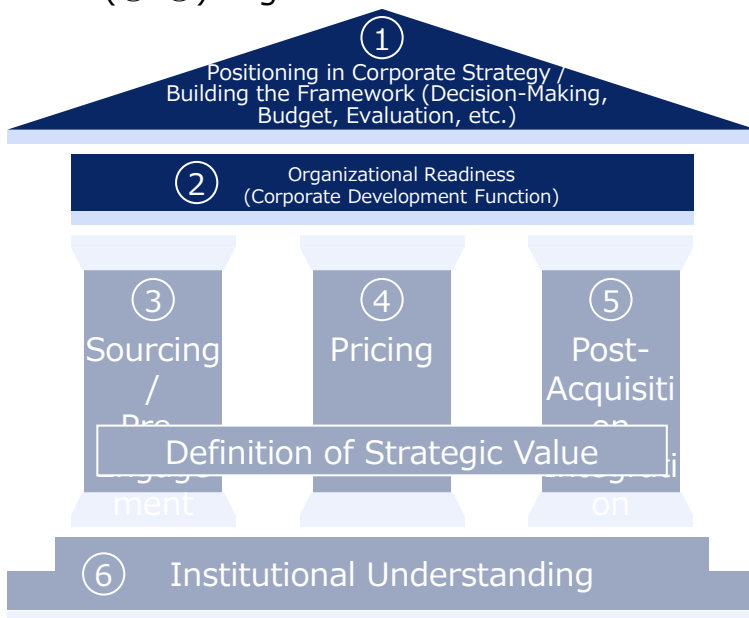 ①
Positioning in Corporate Strategy /
Building the Framework (Decision-Making,
Budget, Evaluation, etc.)
②
Organizational Readiness
(Corporate Development Function)
③
Sourcing
/
ment
④
Pricing
⑤
Post-
Acquisiti
on
Definition of Strategic Value
⑥ Institutional Understanding